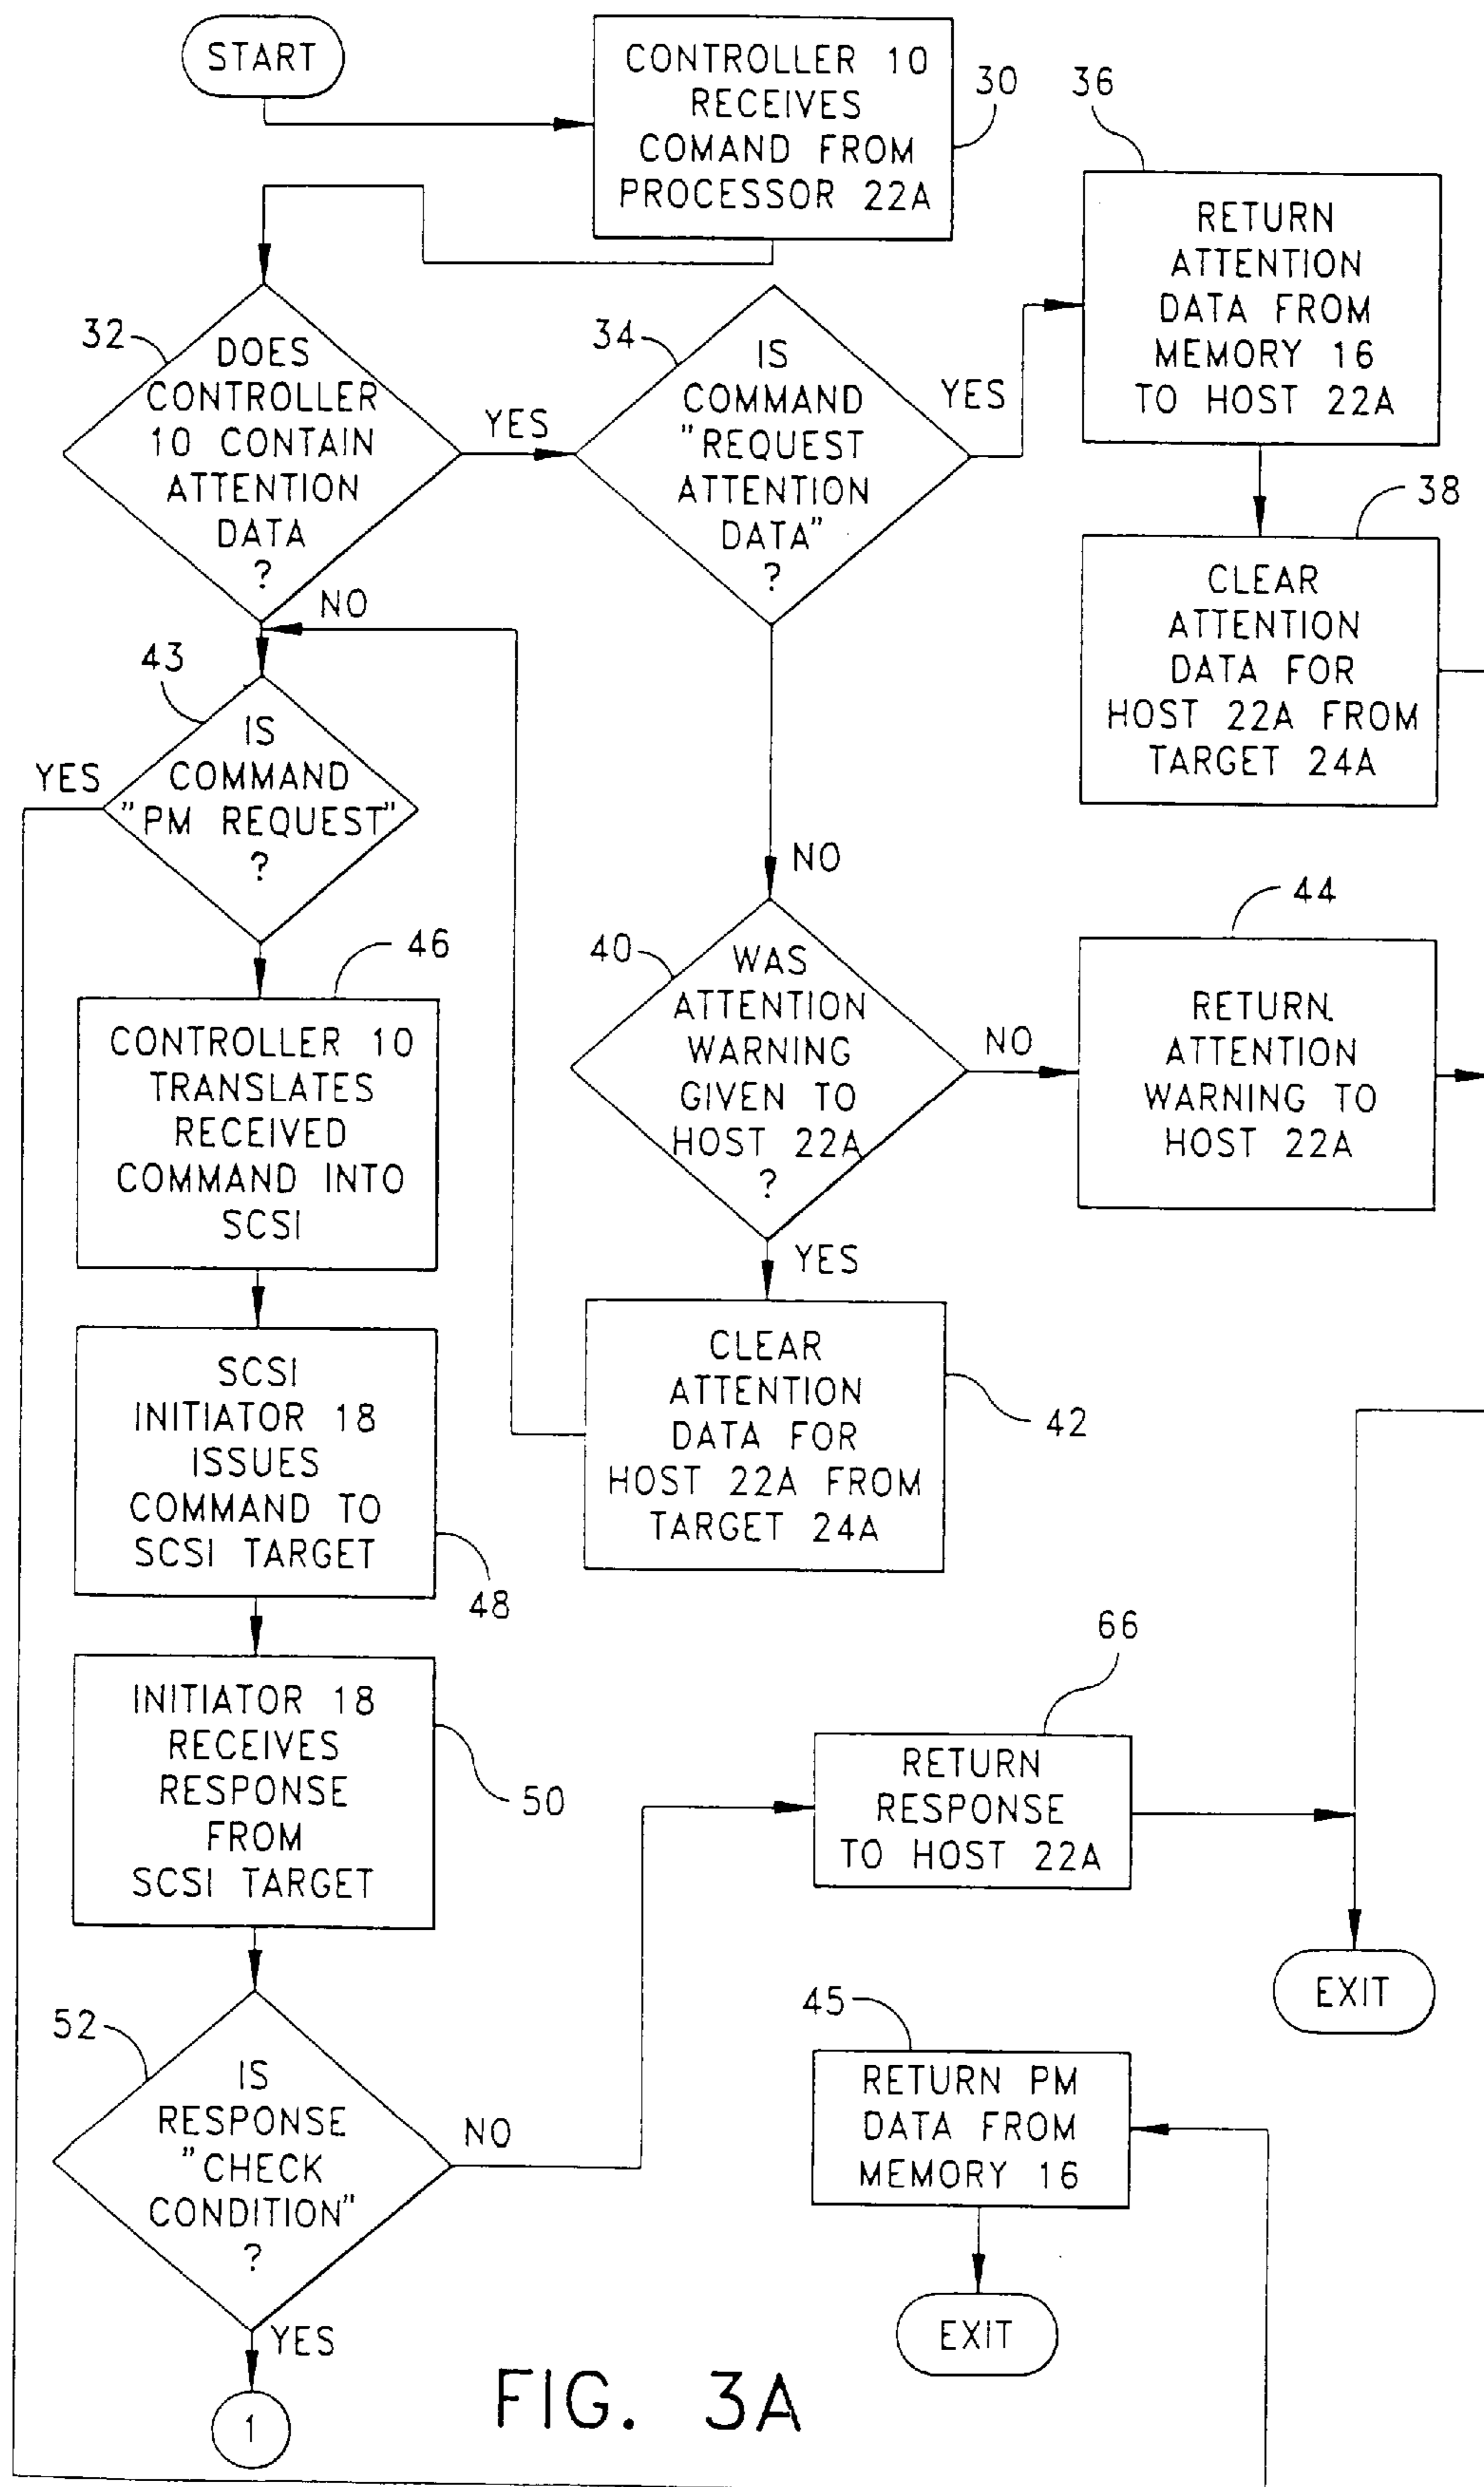 START
CONTROLLER 10
RECEIVES
COMAND FROM
PROCESSOR 22A
30
36
RETURN
ATTENTION
DATA FROM
MEMORY 16
TO HOST 22A
32
DOES
CONTROLLER
10 CONTAIN
ATTENTION
DATA
?
YES
34
IS
COMMAND
"REQUEST
ATTENTION
DATA"
?
YES
38
CLEAR
ATTENTION
DATA FOR
HOST 22A FROM
TARGET 24A
NO
43
IS
COMMAND
"PM REQUEST"
?
YES
NO
40
WAS
ATTENTION
WARNING
GIVEN TO
HOST 22A
?
NO
44
RETURN
ATTENTION
WARNING TO
HOST 22A
46
CONTROLLER 10
TRANSLATES
RECEIVED
COMMAND INTO
SCSI
YES
CLEAR
ATTENTION
DATA FOR
HOST 22A FROM
TARGET 24A
42
SCSI
INITIATOR 18
ISSUES
COMMAND TO
SCSI TARGET
48
INITIATOR 18
RECEIVES
RESPONSE
FROM
SCSI TARGET
50
66
RETURN
RESPONSE
TO HOST 22A
EXIT
52
IS
RESPONSE
"CHECK
CONDITION"
?
NO
45
RETURN PM
DATA FROM
MEMORY 16
EXIT
YES
1
FIG. 3A